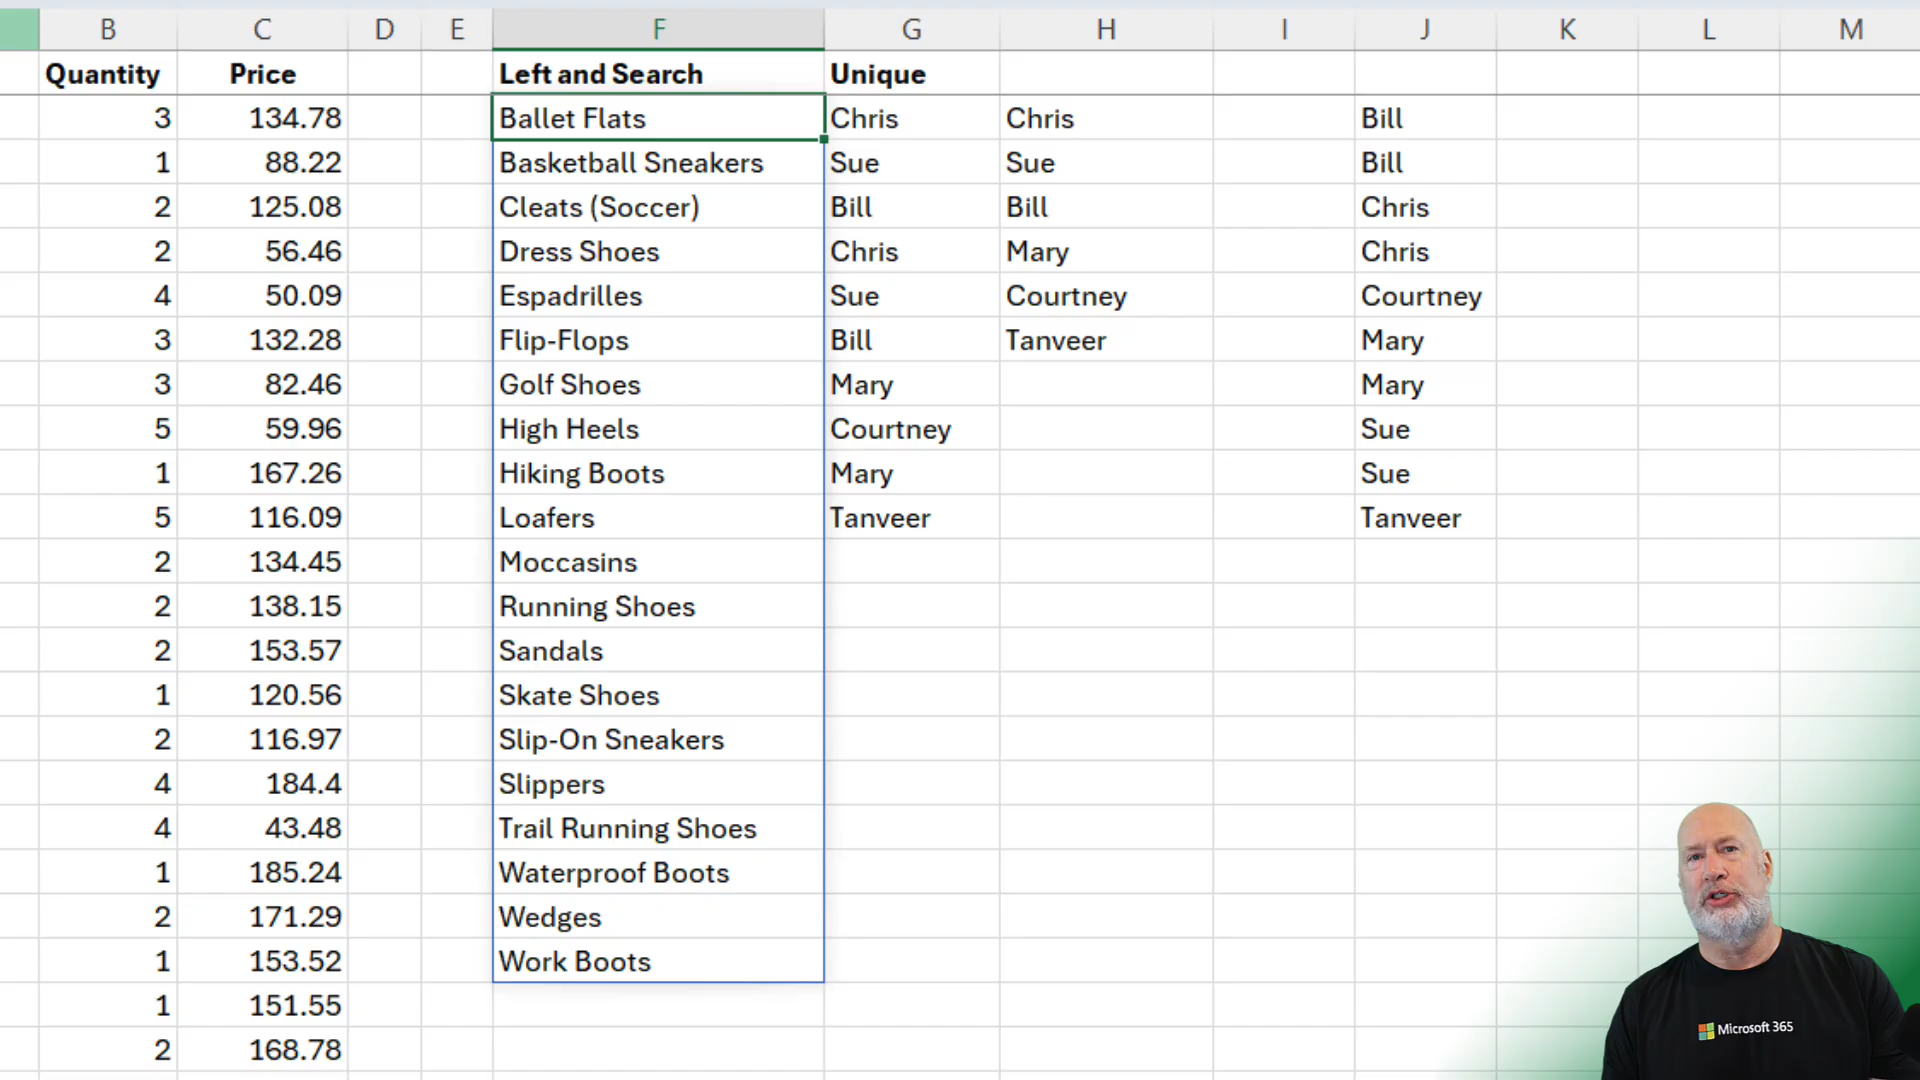 B C D E F G H I J K L M
Quantity Price Left and Search Unique
3 134.78 Ballet Flats Chris Chris Bill
1 88.22 Basketball Sneakers Sue Sue Bill
2 125.08 Cleats (Soccer) Bill Bill Chris
2 56.46 Dress Shoes Chris Mary Chris
4 50.09 Espadrilles Sue Courtney Courtney
3 132.28 Flip-Flops Bill Tanveer Mary
3 82.46 Golf Shoes Mary Mary
5 59.96 High Heels Courtney Sue
1 167.26 Hiking Boots Mary Sue
5 116.09 Loafers Tanveer Tanveer
2 134.45 Moccasins
2 138.15 Running Shoes
2 153.57 Sandals
1 120.56 Skate Shoes
2 116.97 Slip-On Sneakers
4 184.4 Slippers
4 43.48 Trail Running Shoes
1 185.24 Waterproof Boots
2 171.29 Wedges
1 153.52 Work Boots
1 151.55
2 168.78
Microsoft 365